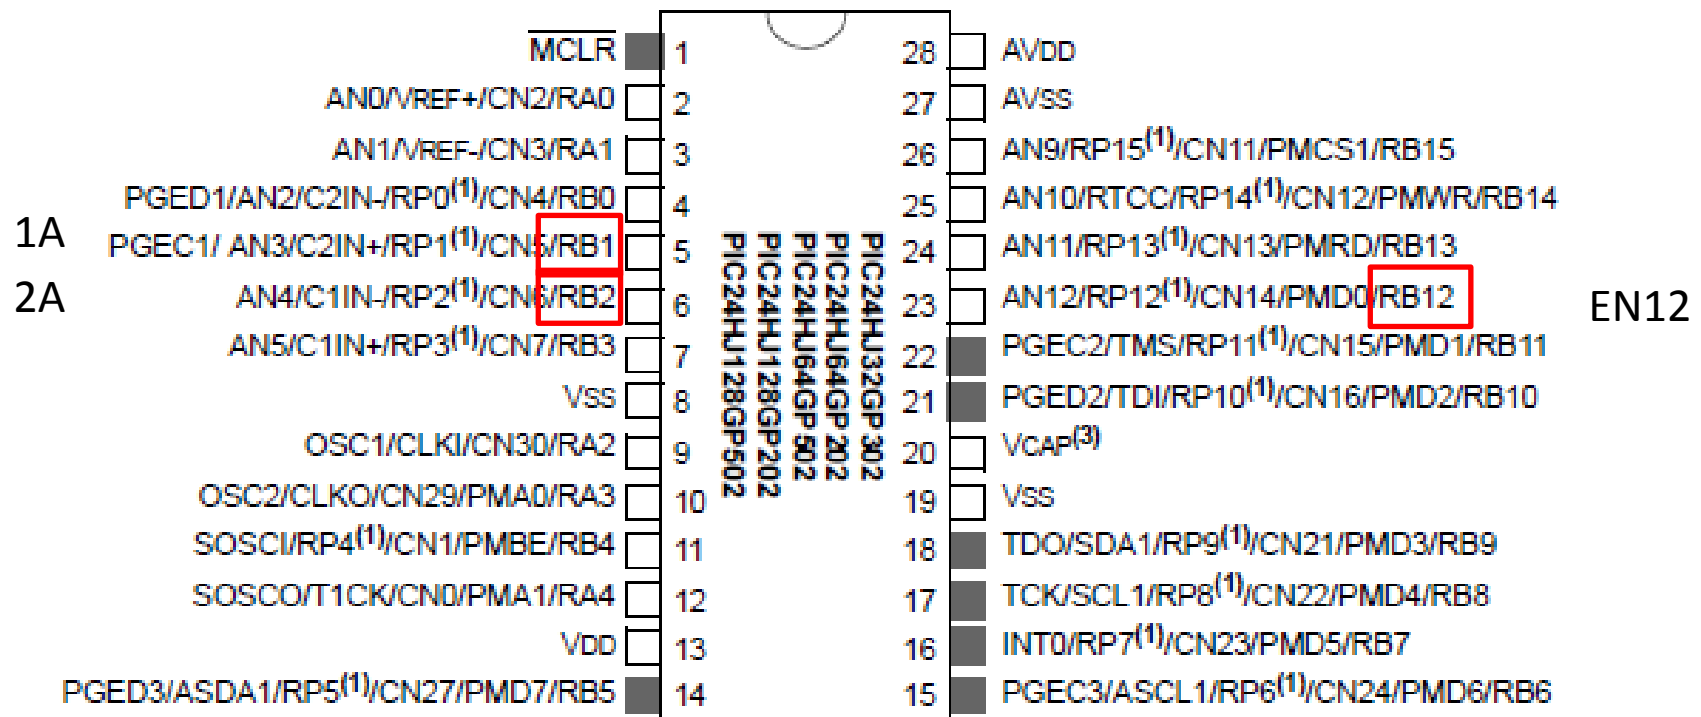 MCLR 1
AN0/VREF+/CN2/RA0 2
AN1/VREF-/CN3/RA1 3
PGED1/AN2/C2IN-/RP0(1)/CN4/RB0 4
1A PGEC1/ AN3/C2IN+/RP1(1)/CN5/RB1 5
2A AN4/C1IN-/RP2(1)/CN6/RB2 6
AN5/C1IN+/RP3(1)/CN7/RB3 7
VSS 8
OSC1/CLKI/CN30/RA2 9
OSC2/CLKO/CN29/PMA0/RA3 10
SOSCI/RP4(1)/CN1/PMBE/RB4 11
SOSCO/T1CK/CN0/PMA1/RA4 12
VDD 13
PGED3/ASDA1/RP5(1)/CN27/PMD7/RB5 14
PIC24HJ32GP302
PIC24HJ64GP202
PIC24HJ64GP502
PIC24HJ128GP202
PIC24HJ128GP502
28 AVDD
27 AVSS
26 AN9/RP15(1)/CN11/PMCS1/RB15
25 AN10/RTCC/RP14(1)/CN12/PMWR/RB14
24 AN11/RP13(1)/CN13/PMRD/RB13
23 AN12/RP12(1)/CN14/PMD0/RB12 EN12
22 PGEC2/TMS/RP11(1)/CN15/PMD1/RB11
21 PGED2/TDI/RP10(1)/CN16/PMD2/RB10
20 VCAP(3)
19 VSS
18 TDO/SDA1/RP9(1)/CN21/PMD3/RB9
17 TCK/SCL1/RP8(1)/CN22/PMD4/RB8
16 INT0/RP7(1)/CN23/PMD5/RB7
15 PGEC3/ASCL1/RP6(1)/CN24/PMD6/RB6